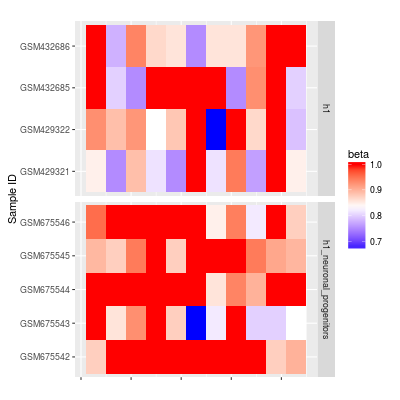 GSM432686
GSM432685
GSM429322
GSM429321
h1
GSM675546
GSM675545
GSM675544
GSM675543
GSM675542
h1_neuronal_progenitors
Sample ID
beta
1.0
0.9
0.8
0.7